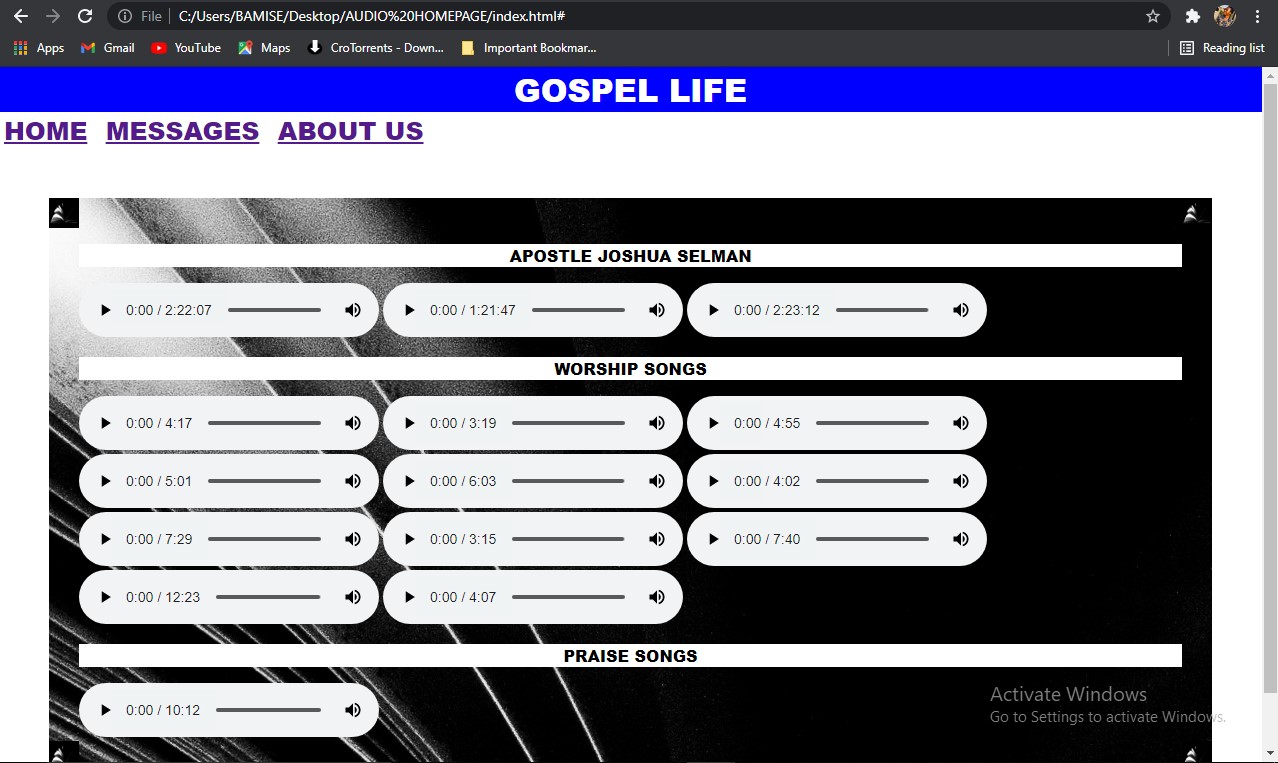 File C:/Users/BAMISE/Desktop/AUDIO%20HOMEPAGE/index.html#
Apps Gmail YouTube Maps CroTorrents - Down... Important Bookmar... Reading list
GOSPEL LIFE
HOME MESSAGES ABOUT US
APOSTLE JOSHUA SELMAN
0:00 / 2:22:07 0:00 / 1:21:47 0:00 / 2:23:12
WORSHIP SONGS
0:00 / 4:17 0:00 / 3:19 0:00 / 4:55
0:00 / 5:01 0:00 / 6:03 0:00 / 4:02
0:00 / 7:29 0:00 / 3:15 0:00 / 7:40
0:00 / 12:23 0:00 / 4:07
PRAISE SONGS
0:00 / 10:12
Activate Windows
Go to Settings to activate Windows.